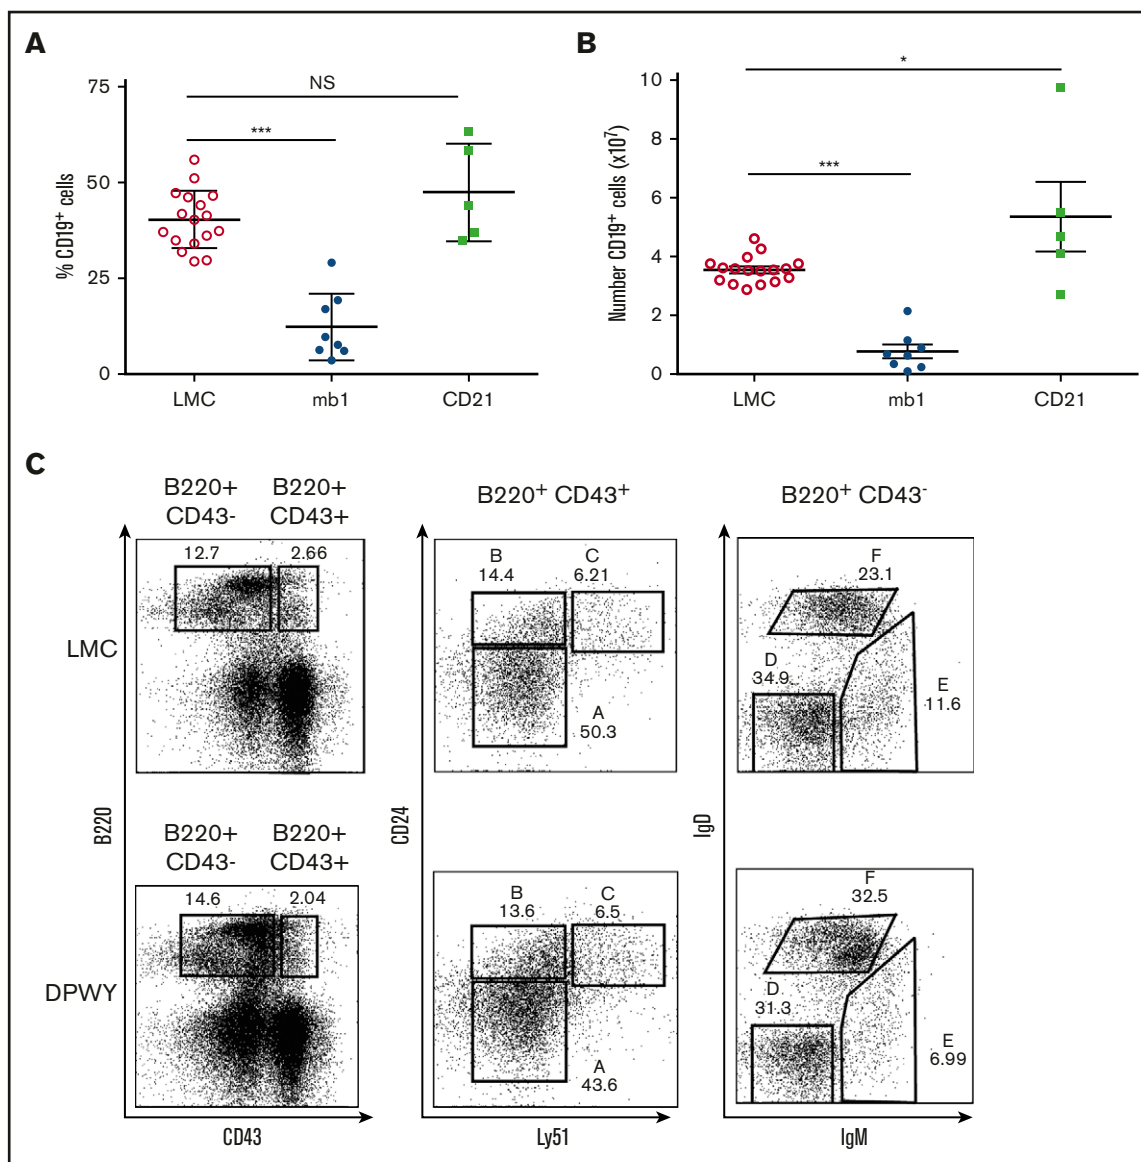 A
75
50
25
0
% CD19⁺ cells
NS
***
LMC
mb1
CD21
B
10
8
6
4
2
0
Number CD19⁺ cells (x10⁷)
*
***
LMC
mb1
CD21
C
B220+
CD43-
B220+
CD43+
B220⁺ CD43⁺
B220⁺ CD43⁻
LMC
12.7
2.66
B
14.4
C
6.21
A
50.3
F
23.1
D
34.9
E
11.6
B220
CD24
IgD
B220+
CD43-
B220+
CD43+
DPWY
14.6
2.04
B
13.6
C
6.5
A
43.6
F
32.5
D
31.3
E
6.99
CD43
Ly51
IgM